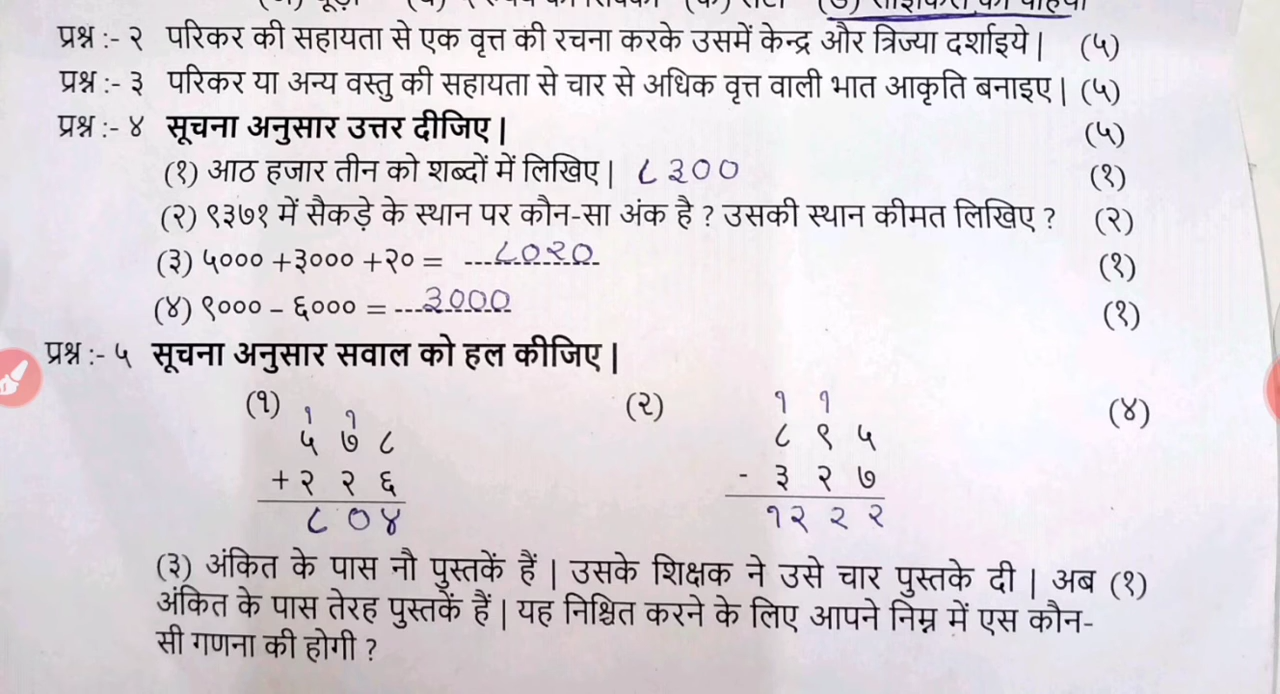 प्रश्न :- २ परिकर की सहायता से एक वृत्त की रचना करके उसमें केन्द्र और त्रिज्या दर्शाइये | (५)
प्रश्न :- ३ परिकर या अन्य वस्तु की सहायता से चार से अधिक वृत्त वाली भात आकृति बनाइए | (५)
प्रश्न :- ४ सूचना अनुसार उत्तर दीजिए | (५)
(१) आठ हजार तीन को शब्दों में लिखिए | ८३०० (१)
(२) ९३७१ में सैकड़े के स्थान पर कौन-सा अंक है ? उसकी स्थान कीमत लिखिए ? (२)
(३) ५००० +३००० +२० = ८०२० (१)
(४) ९००० – ६००० = ३००० (१)
प्रश्न :- ५ सूचना अनुसार सवाल को हल कीजिए |
(१) १ १ (२) १ १ (४)
५ ७ ८ ८ ९ ५
+ २ २ ६ - ३ २ ७
८ ० ४ १२ २ २
(३) अंकित के पास नौ पुस्तकें हैं | उसके शिक्षक ने उसे चार पुस्तके दी | अब (१)
अंकित के पास तेरह पुस्तकें हैं | यह निश्चित करने के लिए आपने निम्न में एस कौन-
सी गणना की होगी ?